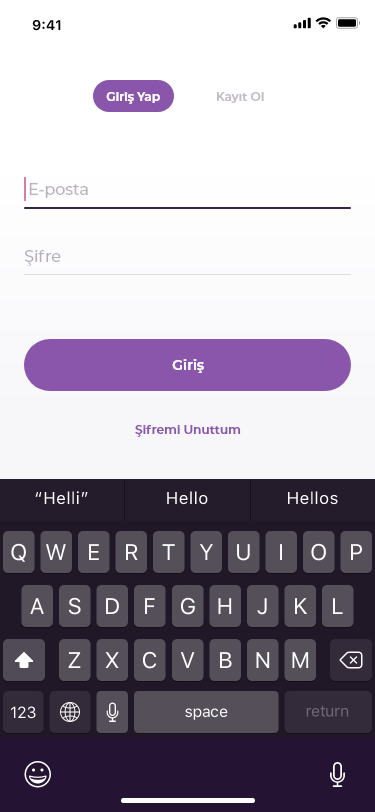 9:41
Giriş Yap
Kayıt Ol
E-posta
Şifre
Giriş
Şifremi Unuttum
“Helli” Hello Hellos
Q W E R T Y U I O P
A S D F G H J K L
Z X C V B N M
123 space return